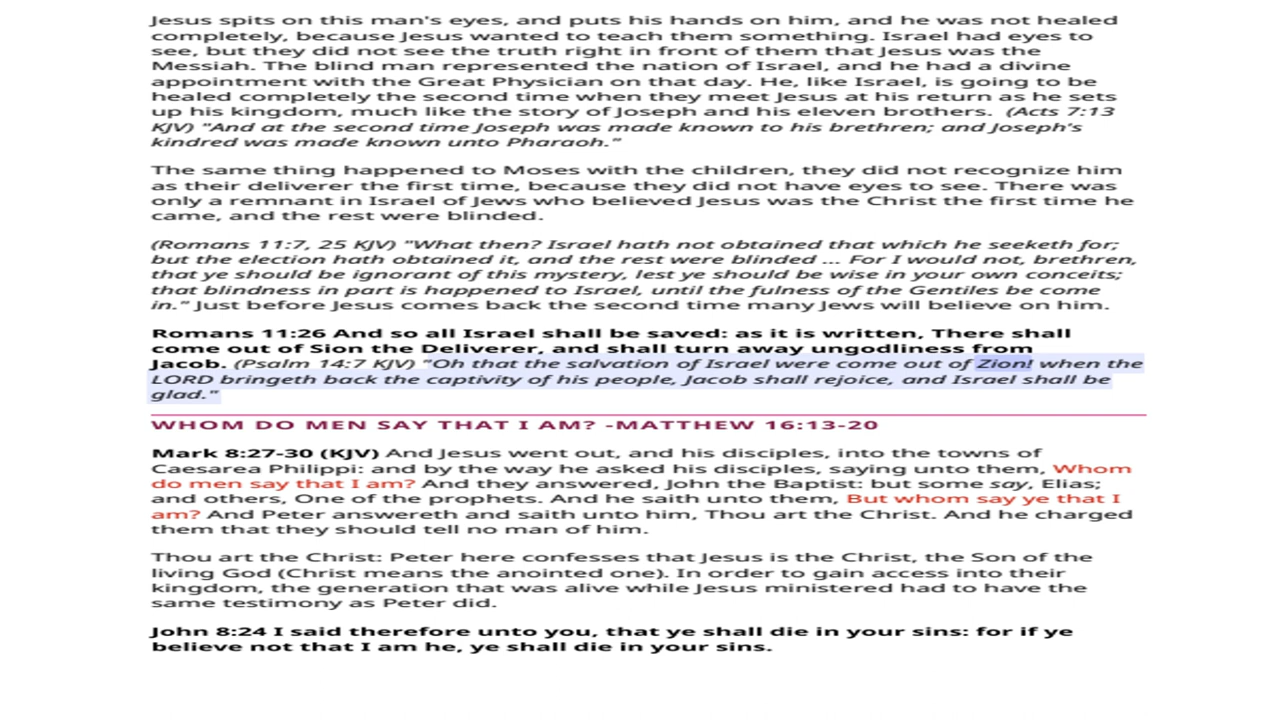 Jesus spits on this man's eyes, and puts his hands on him, and he was not healed
completely, because Jesus wanted to teach them something. Israel had eyes to
see, but they did not see the truth right in front of them that Jesus was the
Messiah. The blind man represented the nation of Israel, and he had a divine
appointment with the Great Physician on that day. He, like Israel, is going to be
healed completely the second time when they meet Jesus at his return as he sets
up his kingdom, much like the story of Joseph and his eleven brothers. (Acts 7:13
KJV) "And at the second time Joseph was made known to his brethren; and Joseph's
kindred was made known unto Pharaoh."
The same thing happened to Moses with the children, they did not recognize him
as their deliverer the first time, because they did not have eyes to see. There was
only a remnant in Israel of Jews who believed Jesus was the Christ the first time he
came, and the rest were blinded.
(Romans 11:7, 25 KJV) "What then? Israel hath not obtained that which he seeketh for;
but the election hath obtained it, and the rest were blinded ... For I would not, brethren,
that ye should be ignorant of this mystery, lest ye should be wise in your own conceits;
that blindness in part is happened to Israel, until the fulness of the Gentiles be come
in." Just before Jesus comes back the second time many Jews will believe on him.
Romans 11:26 And so all Israel shall be saved: as it is written, There shall
come out of Sion the Deliverer, and shall turn away ungodliness from
Jacob. (Psalm 14:7 KJV) "Oh that the salvation of Israel were come out of Zion! when the
LORD bringeth back the captivity of his people, Jacob shall rejoice, and Israel shall be
glad."
WHOM DO MEN SAY THAT I AM? -MATTHEW 16:13-20
Mark 8:27-30 (KJV) And Jesus went out, and his disciples, into the towns of
Caesarea Philippi: and by the way he asked his disciples, saying unto them, Whom
do men say that I am? And they answered, John the Baptist: but some say, Elias;
and others, One of the prophets. And he saith unto them, But whom say ye that I
am? And Peter answereth and saith unto him, Thou art the Christ. And he charged
them that they should tell no man of him.
Thou art the Christ: Peter here confesses that Jesus is the Christ, the Son of the
living God (Christ means the anointed one). In order to gain access into their
kingdom, the generation that was alive while Jesus ministered had to have the
same testimony as Peter did.
John 8:24 I said therefore unto you, that ye shall die in your sins: for if ye
believe not that I am he, ye shall die in your sins.